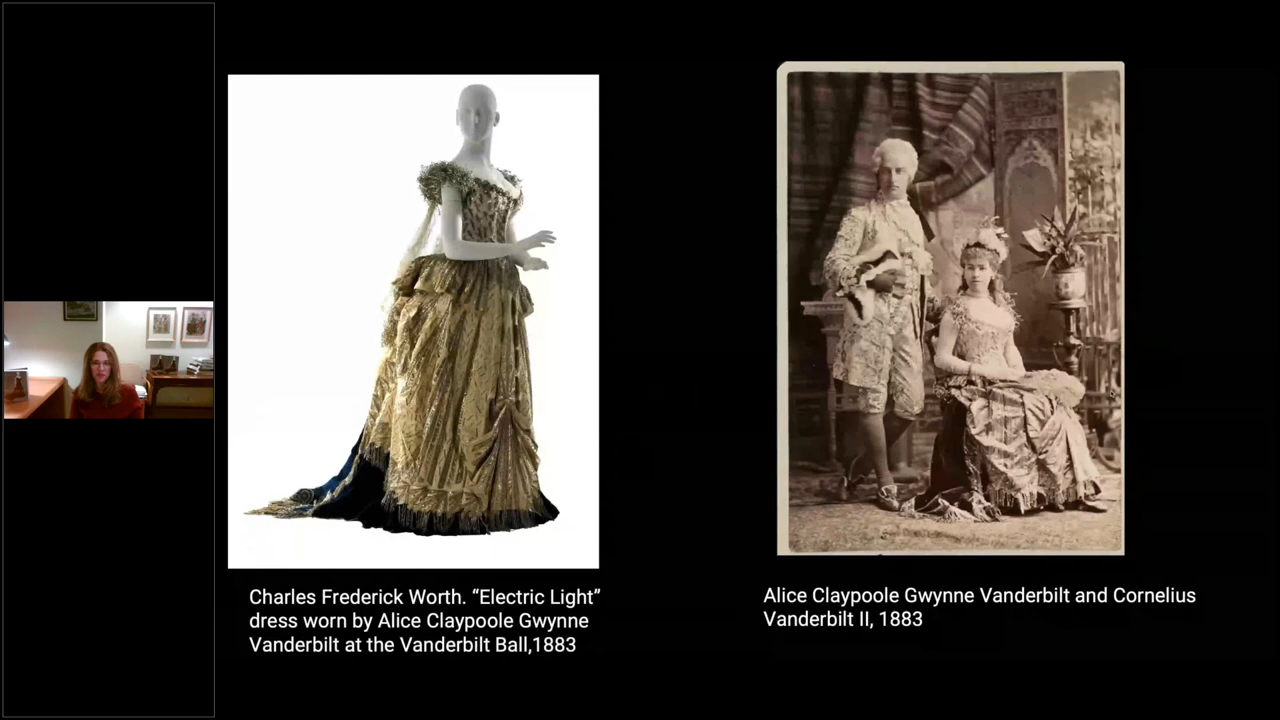 Charles Frederick Worth. “Electric Light”
dress worn by Alice Claypoole Gwynne
Vanderbilt at the Vanderbilt Ball,1883
Alice Claypoole Gwynne Vanderbilt and Cornelius
Vanderbilt II, 1883